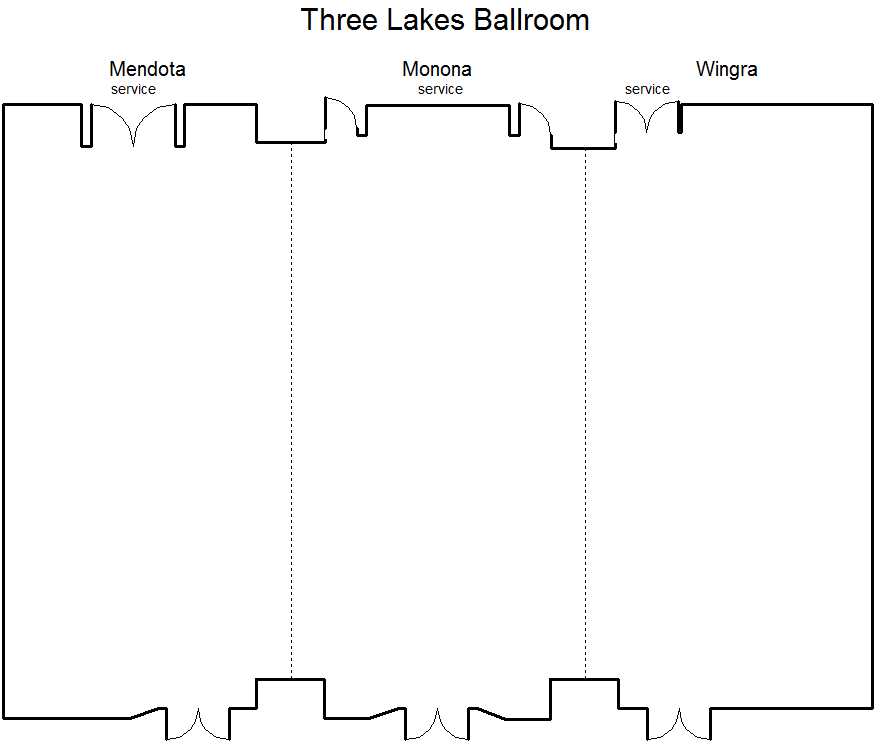 Three Lakes Ballroom
Mendota
Monona
Wingra
service
service
service